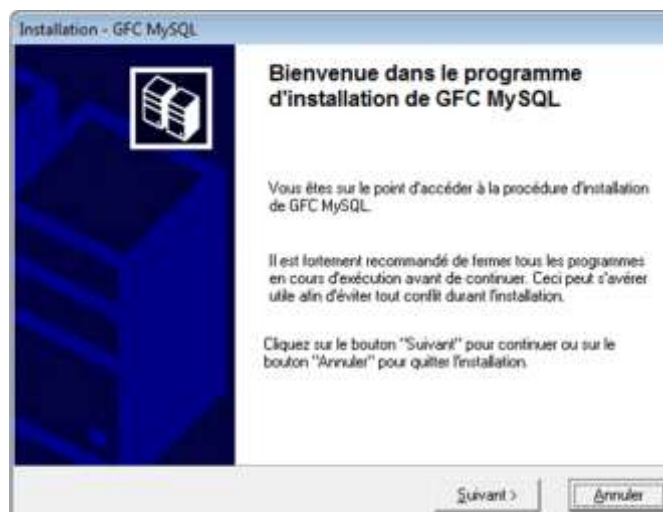 Installation - GFC MySQL
Bienvenue dans le programme
d'installation de GFC MySQL
Vous êtes sur le point d'accéder à la procédure d'installation
de GFC MySQL.
Il est fortement recommandé de fermer tous les programmes
en cours d'exécution avant de continuer. Ceci peut s'avérer
utile afin d'éviter tout conflit durant l'installation.
Cliquez sur le bouton "Suivant" pour continuer ou sur le
bouton "Annuler" pour quitter l'installation.
Suivant >
Annuler